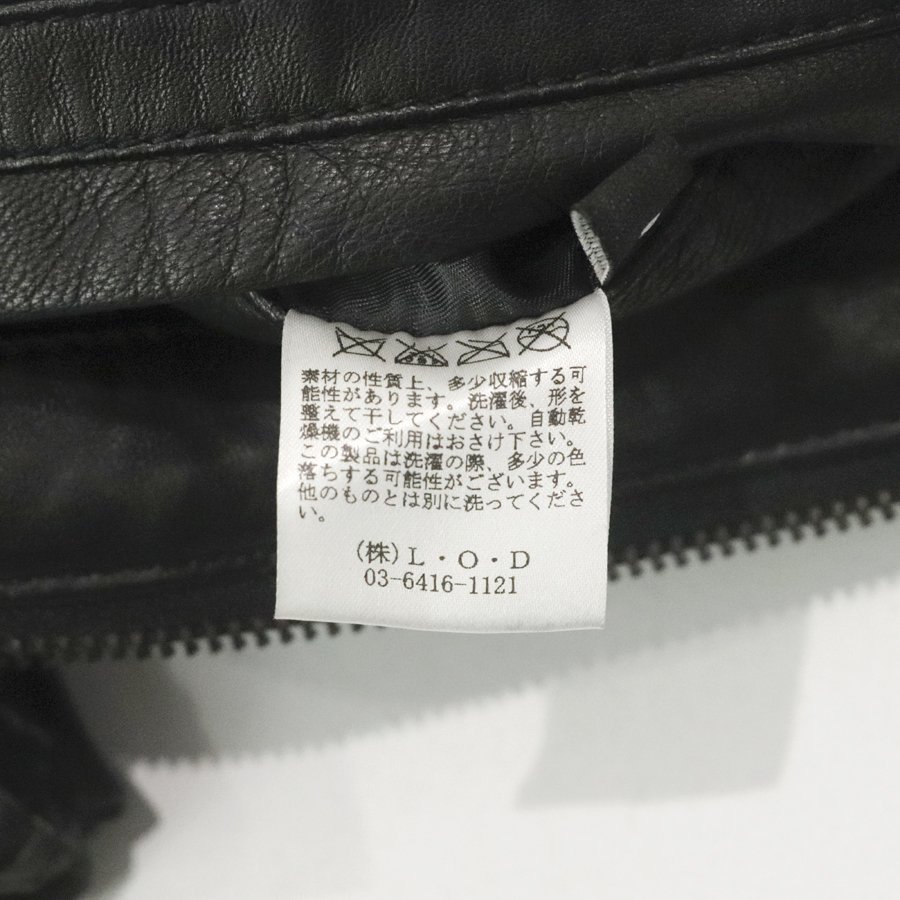 素材の性質上、多少収縮する可
能性があります。洗濯後、形を
整えて干してください。自動乾
燥機のご利用はおさけ下さい。
この製品は洗濯の際、多少の色
落ちする可能性がございます。
他のものとは別に洗ってくださ
い。
(株)L・O・D
03-6416-1121